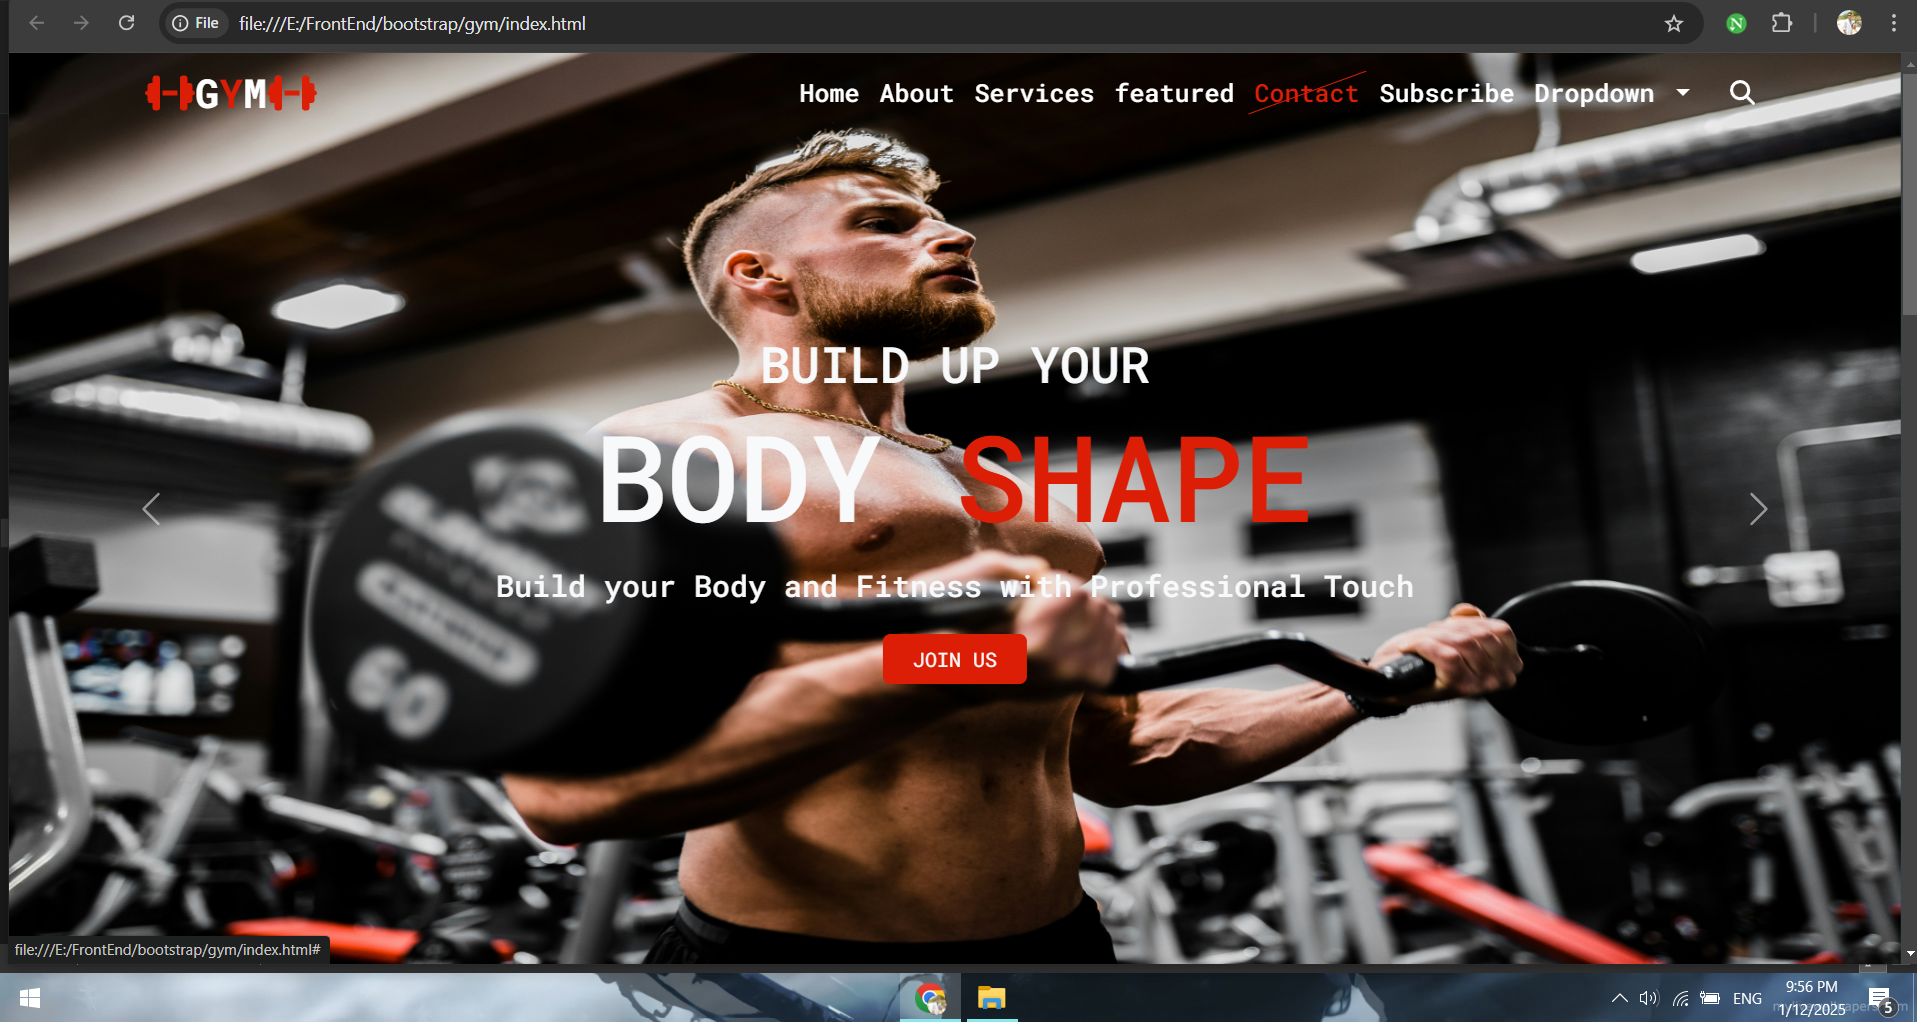 File file:///E:/FrontEnd/bootstrap/gym/index.html
GYM
Home About Services featured Contact Subscribe Dropdown
BUILD UP YOUR
BODY SHAPE
Build your Body and Fitness with Professional Touch
JOIN US
60
file:///E:/FrontEnd/bootstrap/gym/index.html#
ENG
9:56 PM
1/12/2025
5